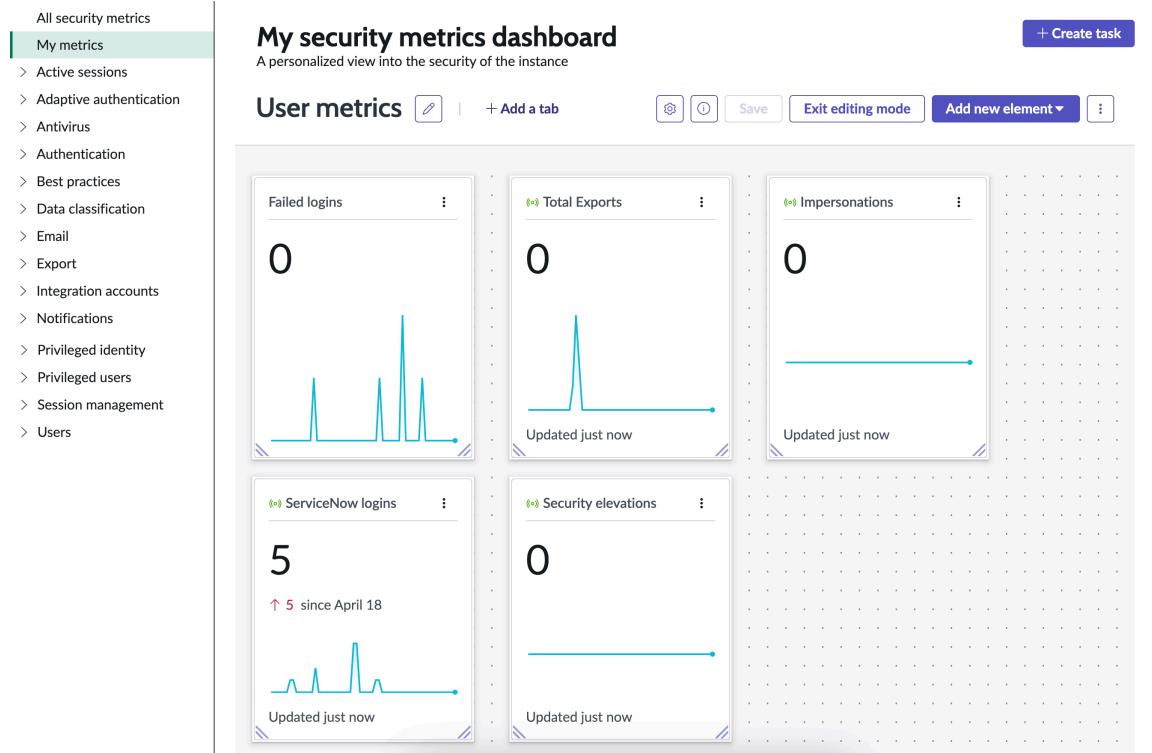 All security metrics
My metrics
Active sessions
Adaptive authentication
Antivirus
Authentication
Best practices
Data classification
Email
Export
Integration accounts
Notifications
Privileged identity
Privileged users
Session management
Users
My security metrics dashboard
A personalized view into the security of the instance
+ Create task
User metrics
+ Add a tab
Save
Exit editing mode
Add new element
Failed logins
0
Total Exports
0
Updated just now
Impersonations
0
Updated just now
ServiceNow logins
5
↑ 5 since April 18
Updated just now
Security elevations
0
Updated just now